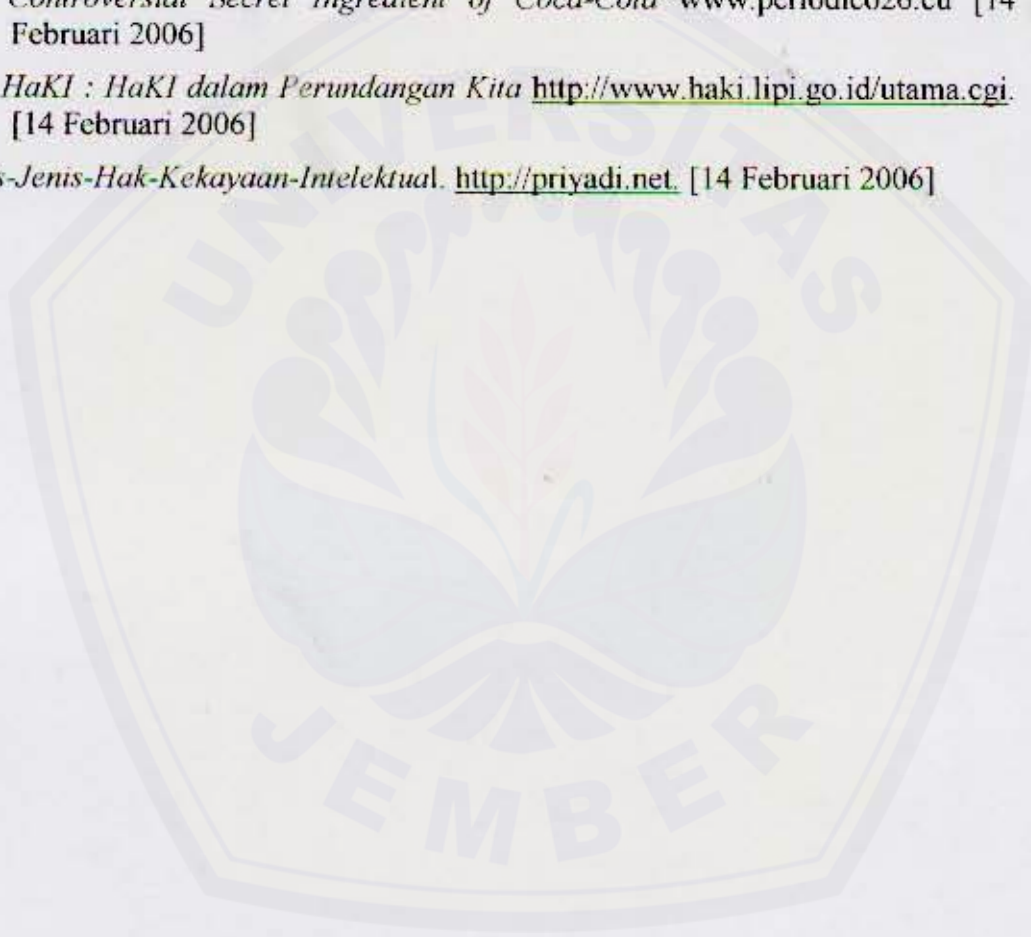 Controversial Secret Ingredient of Coca-Cola www.periodico26.cu [14
Februari 2006]
HaKI : HaKI dalam Perundangan Kita http://www.haki.lipi.go.id/utama.cgi.
[14 Februari 2006]
s-Jenis-Hak-Kekayaan-Intelektual. http://priyadi.net. [14 Februari 2006]
UNIVERSITAS
JEMBER